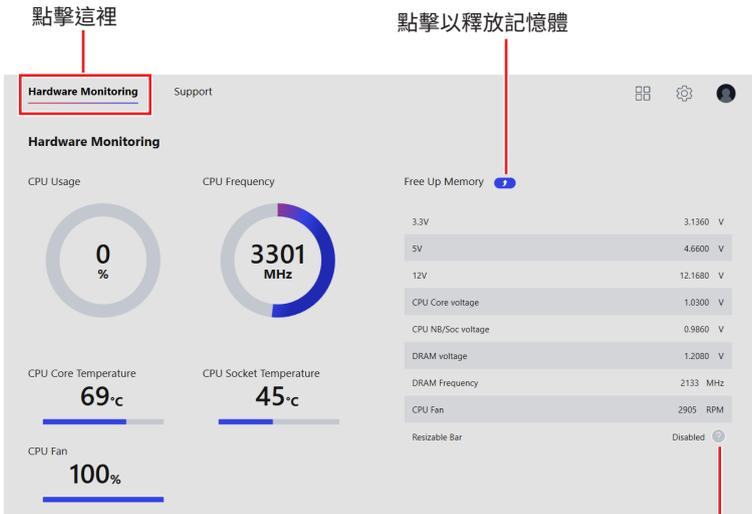 點擊這裡
點擊以釋放記憶體
Hardware Monitoring
Support
Hardware Monitoring
CPU Usage
CPU Frequency
Free Up Memory
0
%
3301
MHz
3.3V 3.1360 V
5V 4.6600 V
12V 12.1680 V
CPU Core voltage 1.0300 V
CPU NB/Soc voltage 0.9860 V
DRAM voltage 1.2080 V
DRAM Frequency 2133 MHz
CPU Fan 2905 RPM
Resizable Bar Disabled ?
CPU Core Temperature
69°C
CPU Socket Temperature
45°C
CPU Fan
100%